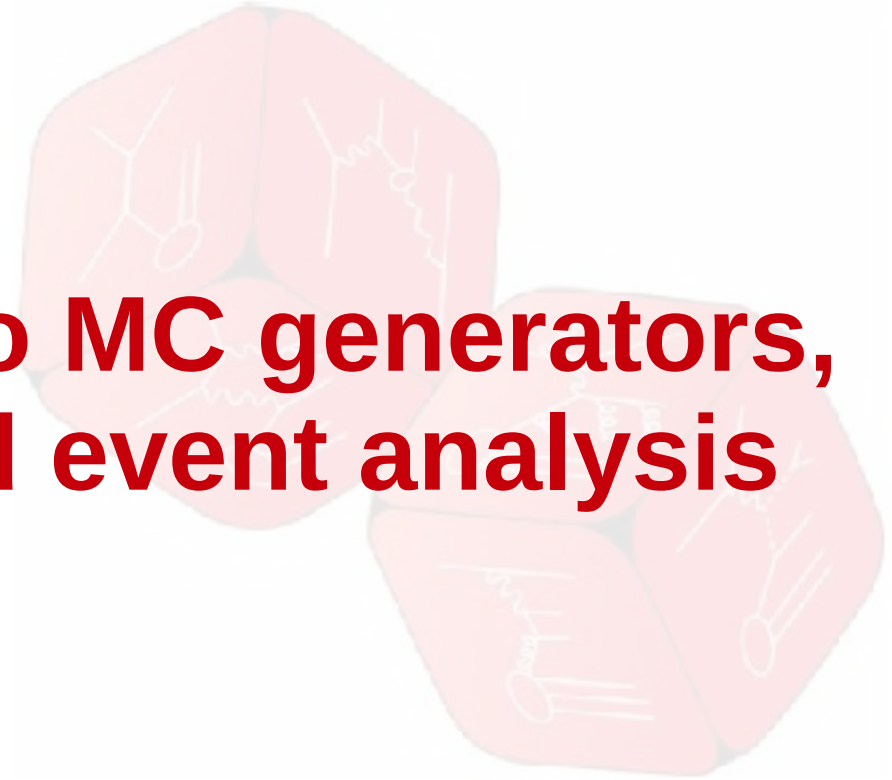 o MC generators,
l event analysis